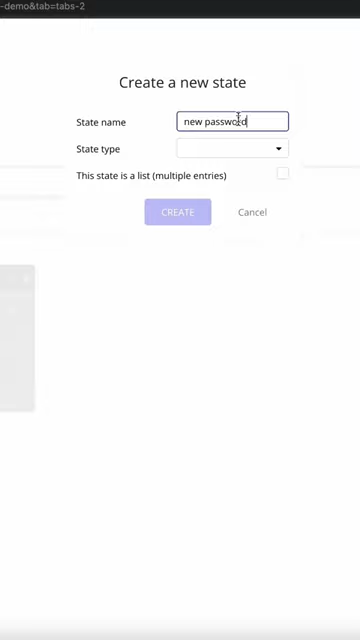 -demo&tab=tabs-2
Create a new state
State name
new password
State type
This state is a list (multiple entries)
CREATE
Cancel